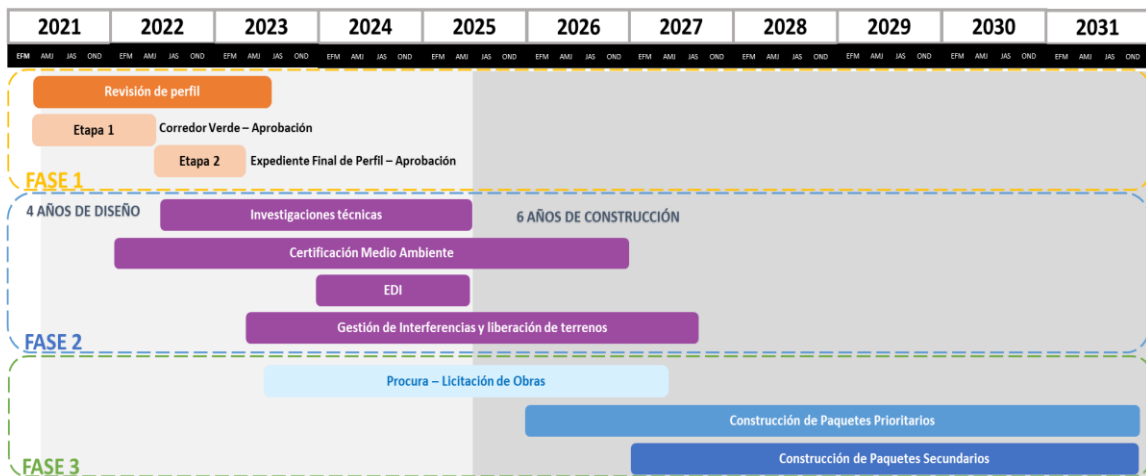 2021 2022 2023 2024 2025 2026 2027 2028 2029 2030 2031
EFM AMJ JAS OND EFM AMJ JAS OND EFM AMJ JAS OND EFM AMJ JAS OND EFM AMJ JAS OND EFM AMJ JAS OND EFM AMJ JAS OND EFM AMJ JAS OND EFM AMJ JAS OND EFM AMJ JAS OND EFM AMJ JAS OND
Revisión de perfil
Etapa 1 Corredor Verde – Aprobación
Etapa 2 Expediente Final de Perfil – Aprobación
FASE 1
4 AÑOS DE DISEÑO Investigaciones técnicas 6 AÑOS DE CONSTRUCCIÓN
Certificación Medio Ambiente
EDI
Gestión de Interferencias y liberación de terrenos
FASE 2
Procura – Licitación de Obras
Construcción de Paquetes Prioritarios
Construcción de Paquetes Secundarios
FASE 3